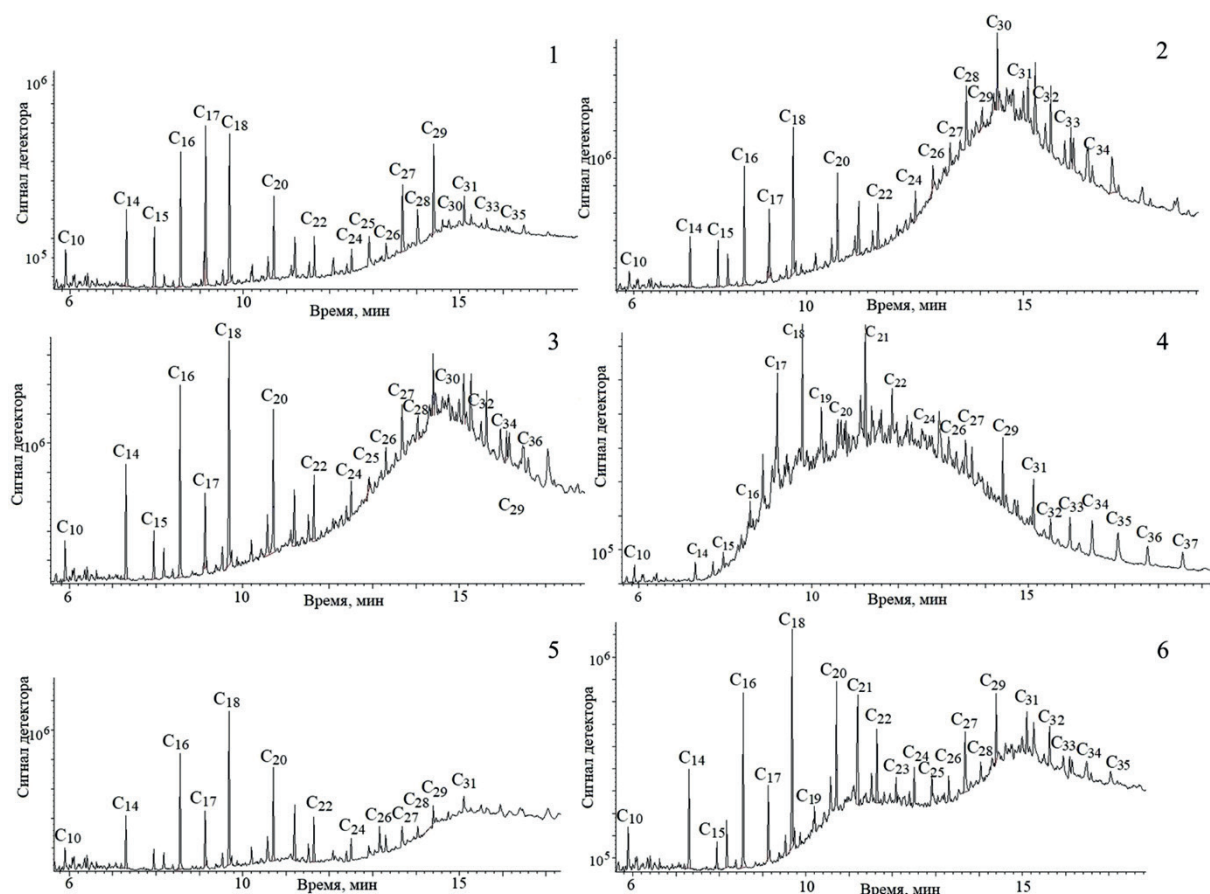 1
Сигнал детектора
10⁶
10⁵
C₁₀ C₁₄ C₁₅ C₁₆ C₁₇ C₁₈ C₂₀ C₂₂ C₂₄ C₂₅ C₂₆ C₂₇ C₂₈ C₂₉ C₃₀ C₃₁ C₃₃ C₃₅
6 10 15
Время, мин
2
Сигнал детектора
10⁶
C₁₀ C₁₄ C₁₅ C₁₆ C₁₇ C₁₈ C₂₀ C₂₂ C₂₄ C₂₆ C₂₇ C₂₈ C₂₉ C₃₀ C₃₁ C₃₂ C₃₃ C₃₄
6 10 15
Время, мин
3
Сигнал детектора
10⁶
C₁₀ C₁₄ C₁₅ C₁₆ C₁₇ C₁₈ C₂₀ C₂₂ C₂₄ C₂₅ C₂₆ C₂₇ C₂₈ C₃₀ C₃₂ C₃₄ C₃₆
C₂₉
6 10 15
Время, мин
4
Сигнал детектора
10⁵
C₁₀ C₁₄ C₁₅ C₁₆ C₁₇ C₁₈ C₁₉ C₂₀ C₂₁ C₂₂ C₂₄ C₂₆ C₂₇ C₂₉ C₃₁ C₃₂ C₃₃ C₃₄ C₃₅ C₃₆ C₃₇
6 10 15
Время, мин
5
Сигнал детектора
10⁶
C₁₀ C₁₄ C₁₆ C₁₇ C₁₈ C₂₀ C₂₂ C₂₄ C₂₆ C₂₇ C₂₈ C₂₉ C₃₁
6 10 15
Время, мин
6
Сигнал детектора
10⁶
10⁵
C₁₀ C₁₄ C₁₅ C₁₆ C₁₇ C₁₈ C₁₉ C₂₀ C₂₁ C₂₂ C₂₃ C₂₄ C₂₅ C₂₆ C₂₇ C₂₈ C₂₉ C₃₁ C₃₂ C₃₃ C₃₄ C₃₅
6 10 15
Время, мин